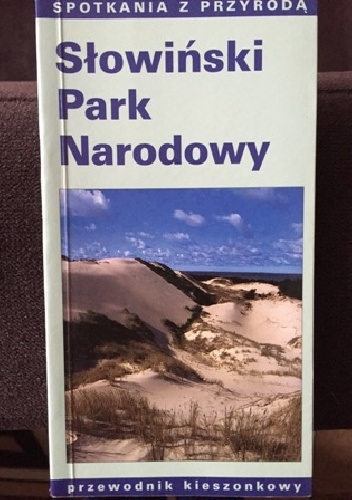 SPOTKANIA Z PRZYRODĄ
Słowiński
Park
Narodowy
przewodnik kieszonkowy